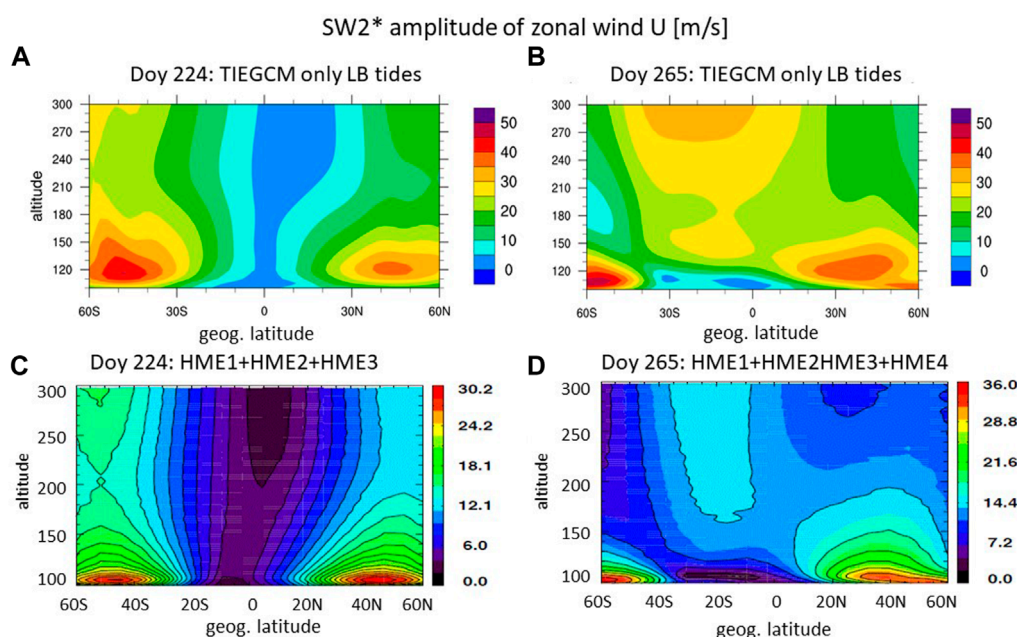 SW2* amplitude of zonal wind U [m/s]
A
B
Doy 224: TIEGCM only LB tides
Doy 265: TIEGCM only LB tides
altitude
300
270
240
210
180
150
120
60S 30S 0 30N 60N
geog. latitude
50
40
30
20
10
0
altitude
300
270
240
210
180
150
120
60S 30S 0 30N 60N
geog. latitude
50
40
30
20
10
0
C
D
Doy 224: HME1+HME2+HME3
Doy 265: HME1+HME2HME3+HME4
altitude
300
250
200
150
100
60S 40S 20S 0 20N 40N 60N
geog. latitude
30.2
24.2
18.1
12.1
6.0
0.0
altitude
300
250
200
150
100
60S 40S 20S 0 20N 40N 60N
geog. latitude
36.0
28.8
21.6
14.4
7.2
0.0